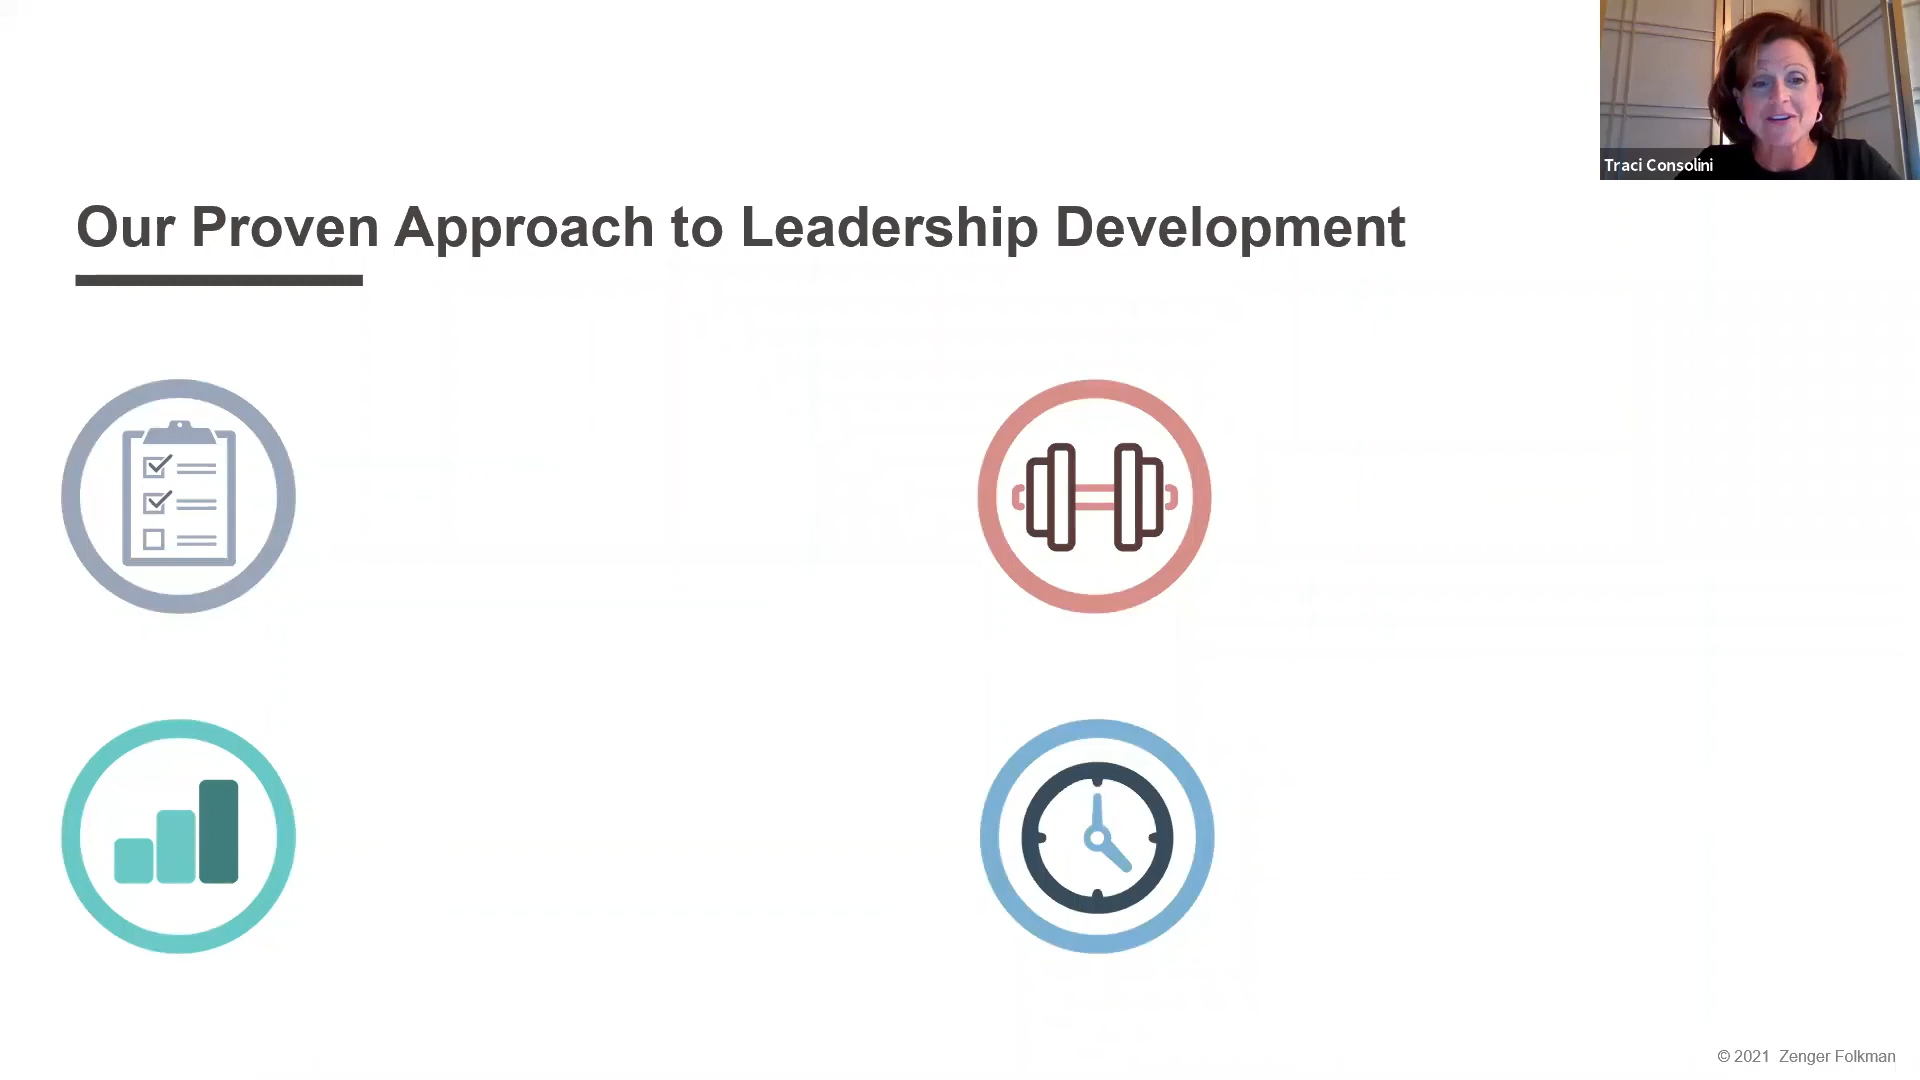 Traci Consolini
Our Proven Approach to Leadership Development
© 2021 Zenger Folkman